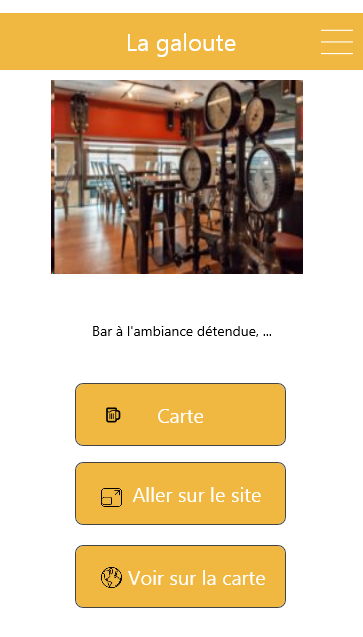 La galoute
Bar à l'ambiance détendue, ...
Carte
Aller sur le site
Voir sur la carte